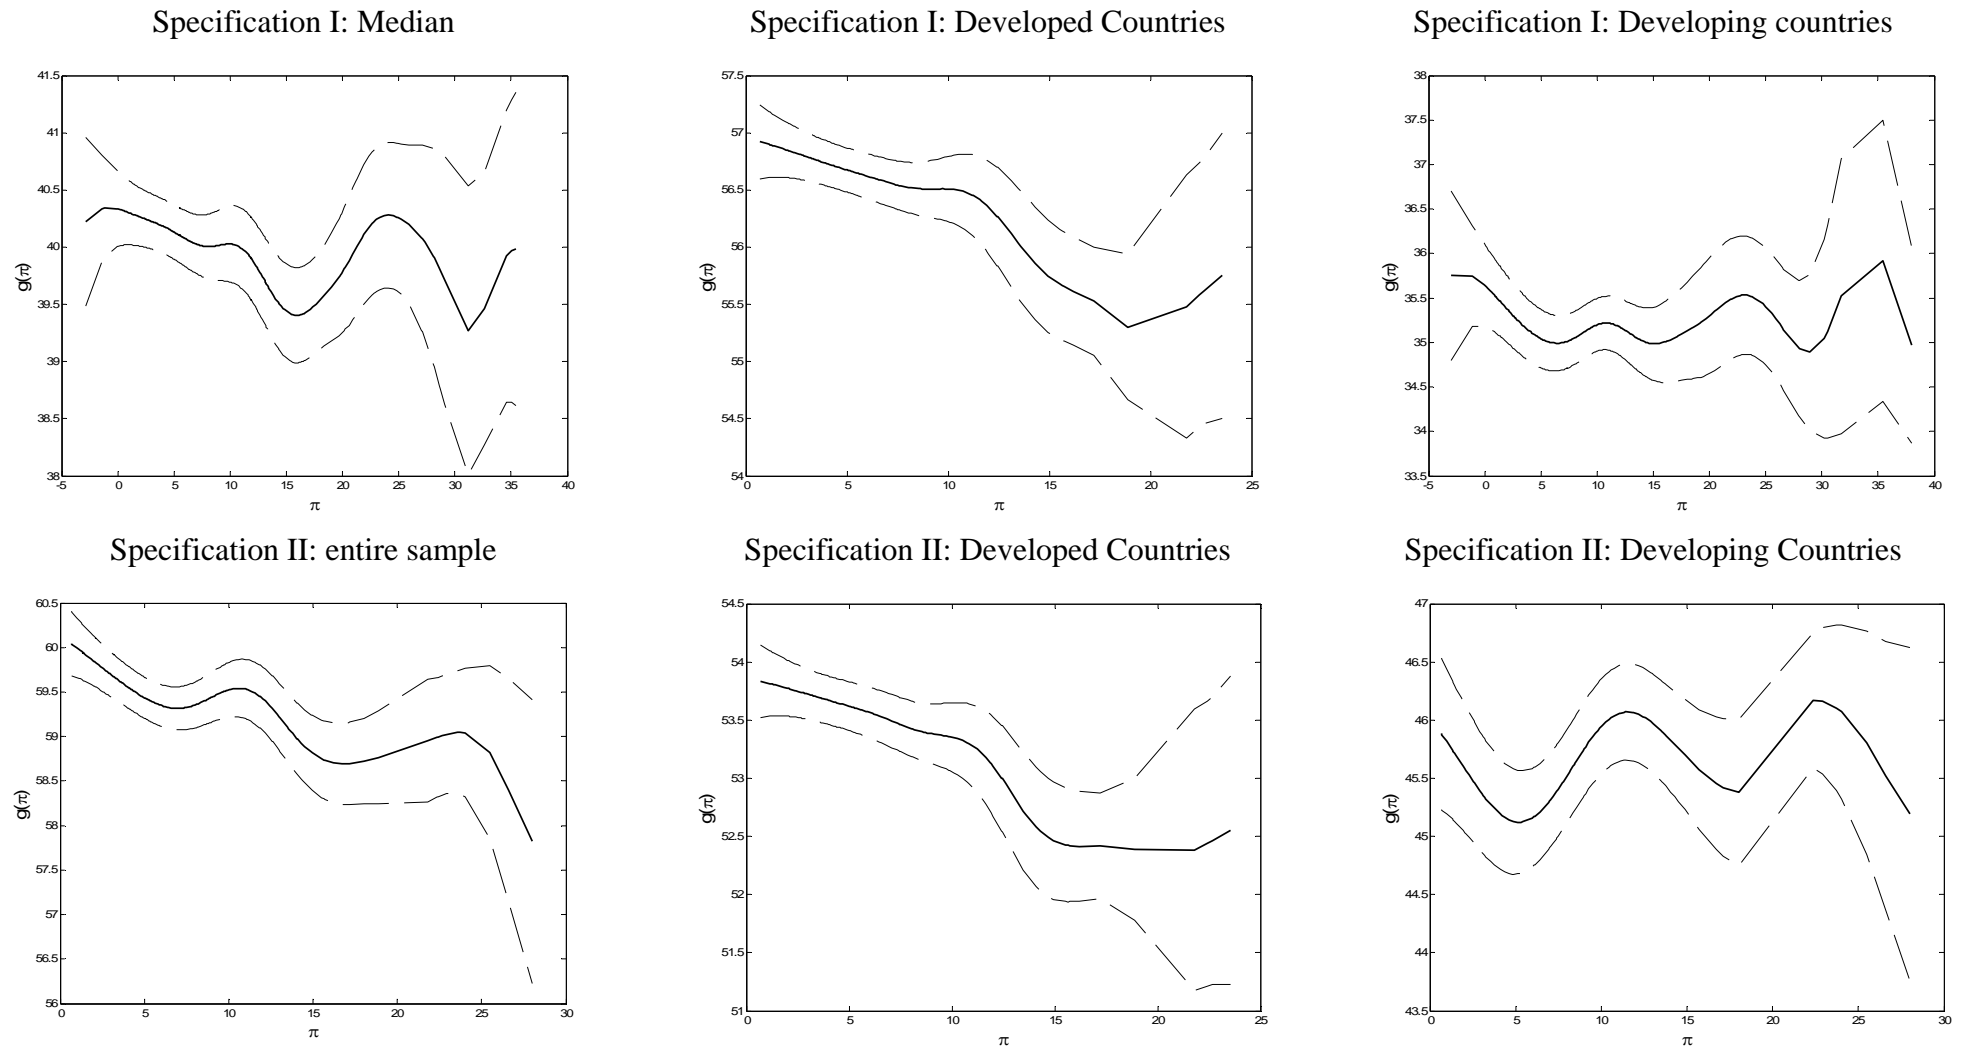 Specification I: Median
Specification I: Developed Countries
Specification I: Developing countries
41.5
41
40.5
40
39.5
39
38.5
38
g(π)
-5 0 5 10 15 20 25 30 35 40
π
57.5
57
56.5
56
55.5
55
54.5
54
g(π)
0 5 10 15 20 25
π
38
37.5
37
36.5
36
35.5
35
34.5
34
33.5
g(π)
-5 0 5 10 15 20 25 30 35 40
π
Specification II: entire sample
Specification II: Developed Countries
Specification II: Developing Countries
60.5
60
59.5
59
58.5
58
57.5
57
56.5
56
g(π)
0 5 10 15 20 25 30
π
54.5
54
53.5
53
52.5
52
51.5
51
g(π)
0 5 10 15 20 25
π
47
46.5
46
45.5
45
44.5
44
43.5
g(π)
0 5 10 15 20 25 30
π